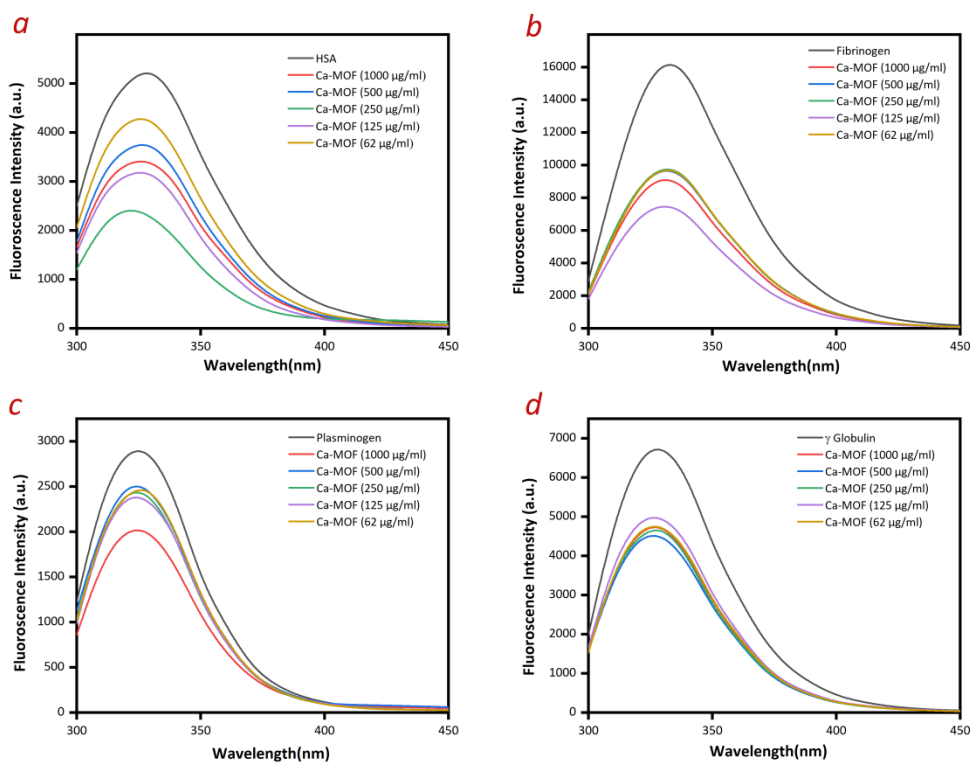 a
Fluoroscence Intensity (a.u.)
5000
4000
3000
2000
1000
0
300
350
400
450
Wavelength(nm)
HSA
Ca-MOF (1000 µg/ml)
Ca-MOF (500 µg/ml)
Ca-MOF (250 µg/ml)
Ca-MOF (125 µg/ml)
Ca-MOF (62 µg/ml)
b
Fluoroscence Intensity (a.u.)
16000
14000
12000
10000
8000
6000
4000
2000
0
300
350
400
450
Wavelength(nm)
Fibrinogen
Ca-MOF (1000 µg/ml)
Ca-MOF (500 µg/ml)
Ca-MOF (250 µg/ml)
Ca-MOF (125 µg/ml)
Ca-MOF (62 µg/ml)
c
Fluoroscence Intensity (a.u.)
3000
2500
2000
1500
1000
500
0
300
350
400
450
Wavelength(nm)
Plasminogen
Ca-MOF (1000 µg/ml)
Ca-MOF (500 µg/ml)
Ca-MOF (250 µg/ml)
Ca-MOF (125 µg/ml)
Ca-MOF (62 µg/ml)
d
Fluoroscence Intensity (a.u.)
7000
6000
5000
4000
3000
2000
1000
0
300
350
400
450
Wavelength(nm)
γ Globulin
Ca-MOF (1000 µg/ml)
Ca-MOF (500 µg/ml)
Ca-MOF (250 µg/ml)
Ca-MOF (125 µg/ml)
Ca-MOF (62 µg/ml)